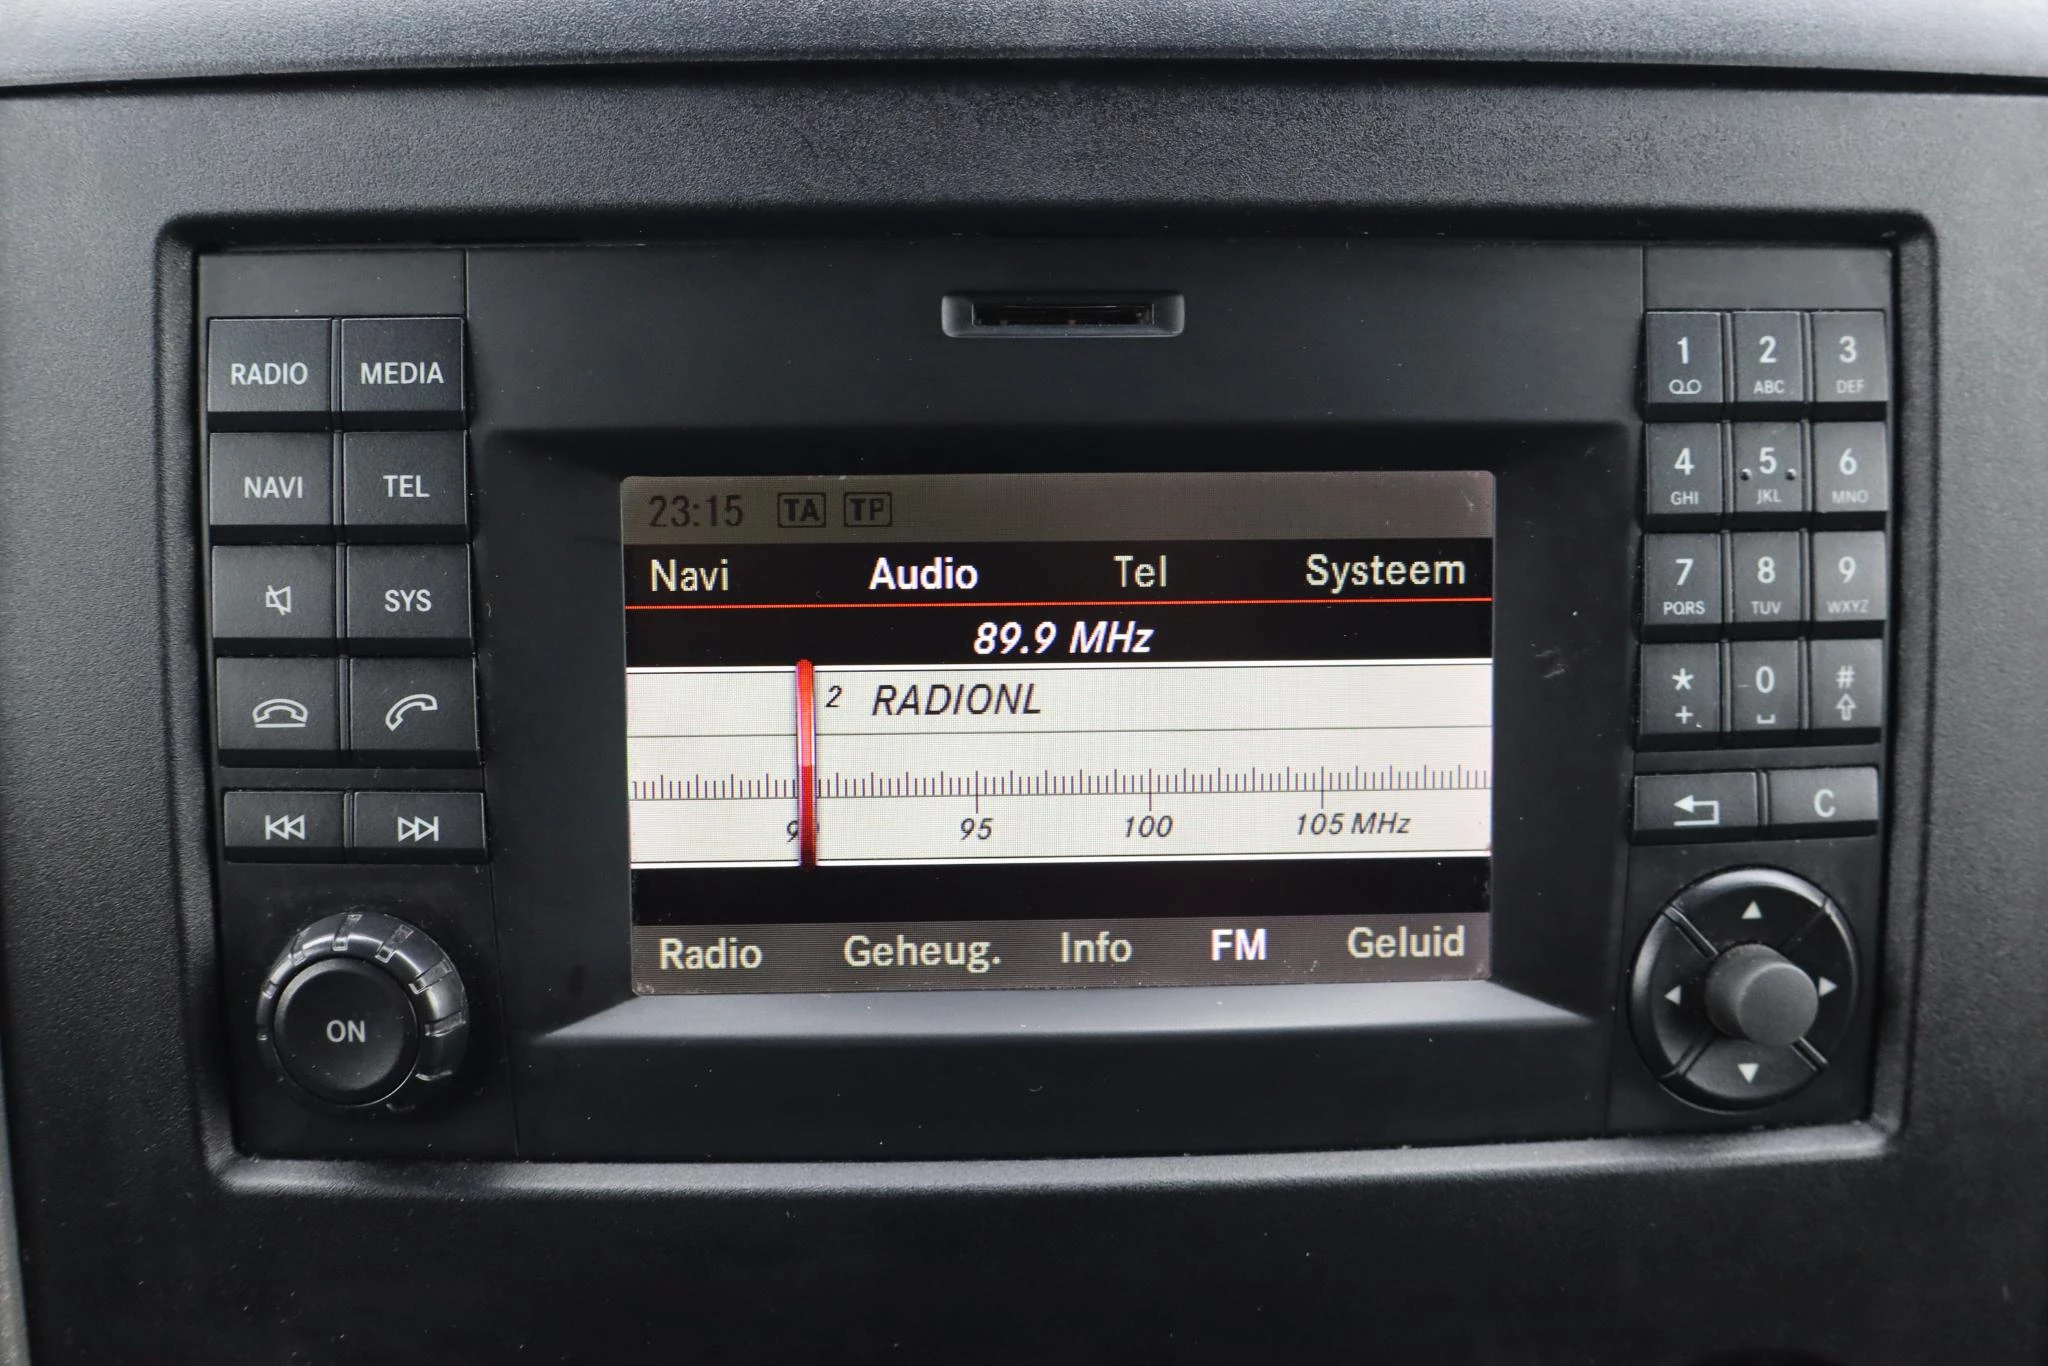 RADIO MEDIA
NAVI TEL
SYS
ON
23:15 TA TP
Navi Audio Tel Systeem
89.9 MHz
2 RADIONL
95 100 105 MHz
Radio Geheug. Info FM Geluid
1 2 3
ABC DEF
4 5 6
GHI JKL MNO
7 8 9
PQRS TUV WXYZ
* 0 #
+
C